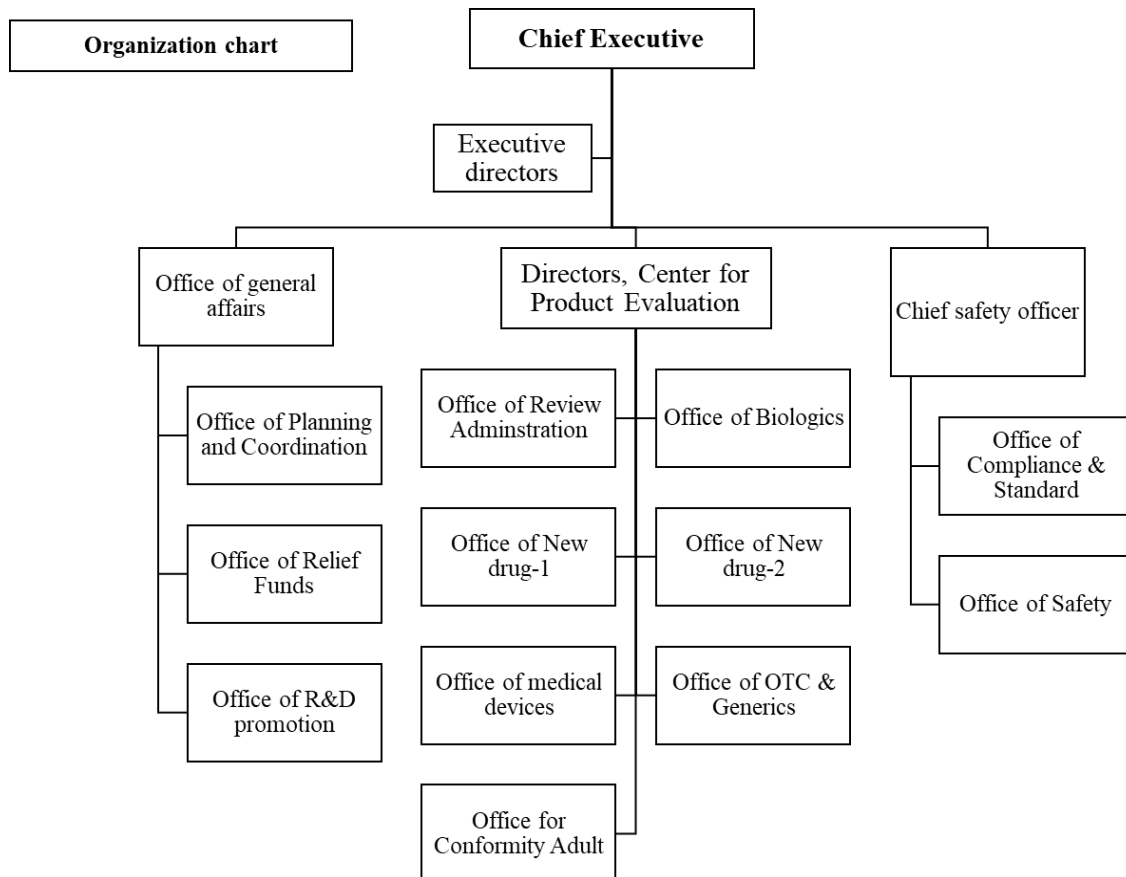 Organization chart
Chief Executive
Executive
directors
Office of general
affairs
Directors, Center for
Product Evaluation
Chief safety officer
Office of Planning
and Coordination
Office of Relief
Funds
Office of R&D
promotion
Office of Review
Adminstration
Office of Biologics
Office of New
drug-1
Office of New
drug-2
Office of medical
devices
Office of OTC &
Generics
Office for
Conformity Adult
Office of
Compliance &
Standard
Office of Safety